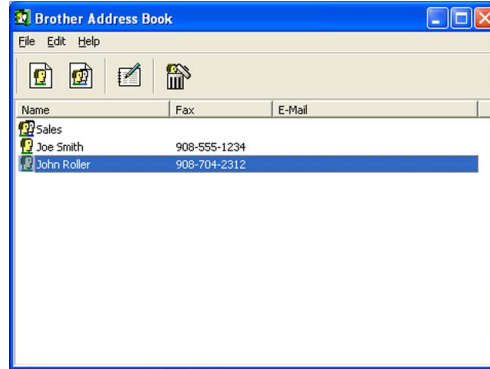 Brother Address Book
File Edit Help
Name Fax E-Mail
Sales
Joe Smith 908-555-1234
John Roller 908-704-2312